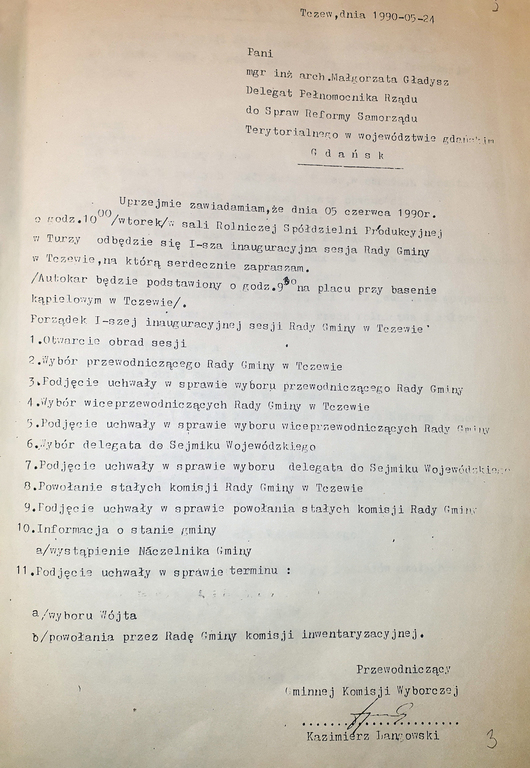 Tczew,dnia 1990-05-24
Pani
mgr inż arch.Małgorzata Gładysz
Delegat Pełnomocnika Rządu
do Spraw Reformy Samorządu
Terytorialnego w województwie gdańskim
G d a ń s k
Uprzejmie zawiadamiam,że dnia 05 czerwca 1990r.
o godz.10⁰⁰/wtorek/w sali Rolniczej Spółdzielni Produkcyjnej
w Turzy odbędzie się I-sza inauguracyjna sesja Rady Gminy
w Tczewie,na którą serdecznie zapraszam.
/Autokar będzie podstawiony o godz.9³⁰na placu przy basenie
kąpielowym w Tczewie/.
Porządek I-szej inauguracyjnej sesji Rady Gminy w Tczewie
1.Otwarcie obrad sesji
2.Wybór przewodniczącego Rady Gminy w Tczewie
3.Podjęcie uchwały w sprawie wyboru przewodniczącego Rady Gminy
4.Wybór wiceprzewodniczących Rady Gminy w Tczewie
5.Podjęcie uchwały w sprawie wyboru wiceprzewodniczących Rady Gminy
6.Wybór delegata do Sejmiku Wojewódzkiego
7.Podjęcie uchwały w sprawie wyboru delegata do Sejmiku Wojewódzkiego
8.Powołanie stałych komisji Rady Gminy w Tczewie
9.Podjęcie uchwały w sprawie powołania stałych komisji Rady Gminy
10.Informacja o stanie gminy
a/wystąpienie Náczelnika Gminy
11.Podjęcie uchwały w sprawie terminu :
a/wyboru Wójta
b/powołania przez Radę Gminy komisji inwentaryzacyjnej.
Przewodniczący
Gminnej Komisji Wyborczej
......................
Kazimierz Langowski
3